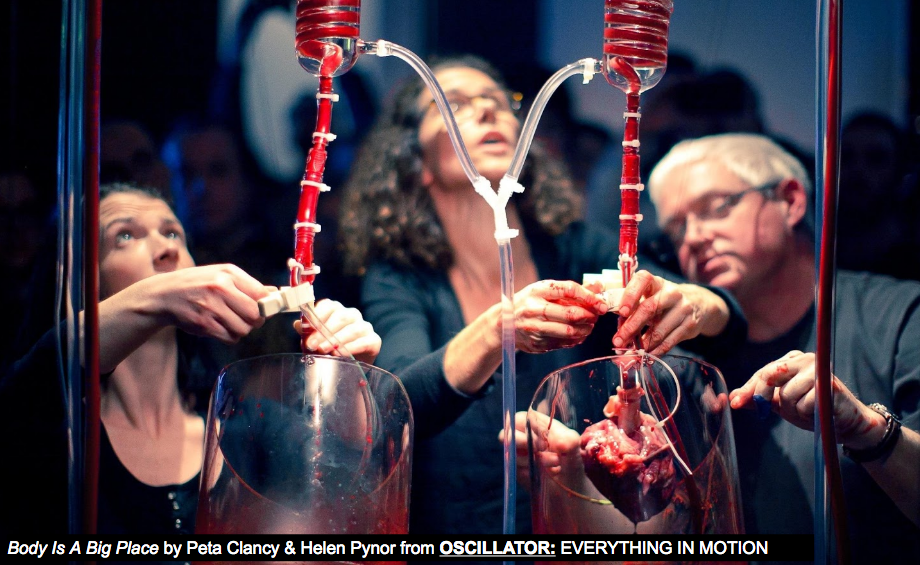 Body Is A Big Place by Peta Clancy & Helen Pynor from OSCILLATOR: EVERYTHING IN MOTION